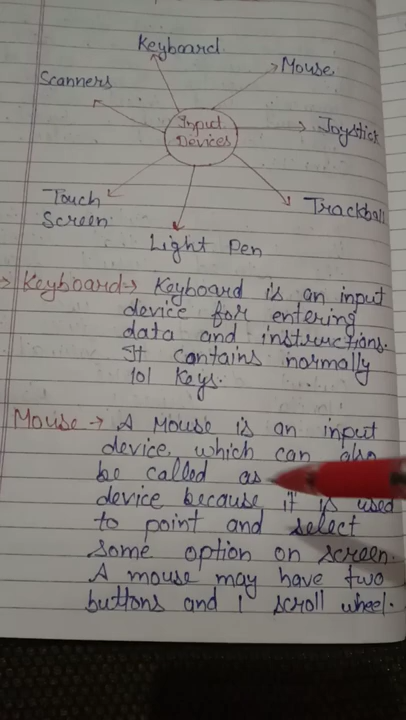 Keyboard
Mouse
Scanners
Input
Devices
Joystick
Touch
Screen
Trackball
Light Pen
Keyboard → Keyboard is an input
device for entering
data and instructions.
It contains normally
101 Keys.
Mouse → A Mouse is an input
device, which can also
be called as
device because it is used
to point and select
some option on screen.
A mouse may have two
buttons and 1 scroll wheel.